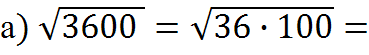 а) √3600 = √36 · 100 =